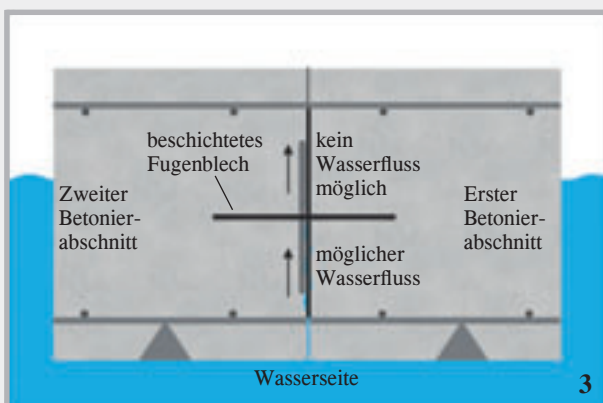 beschichtetes
Fugenblech
kein
Wasserfluss
möglich
Zweiter
Betonier-
abschnitt
Erster
Betonier-
abschnitt
möglicher
Wasserfluss
Wasserseite
3